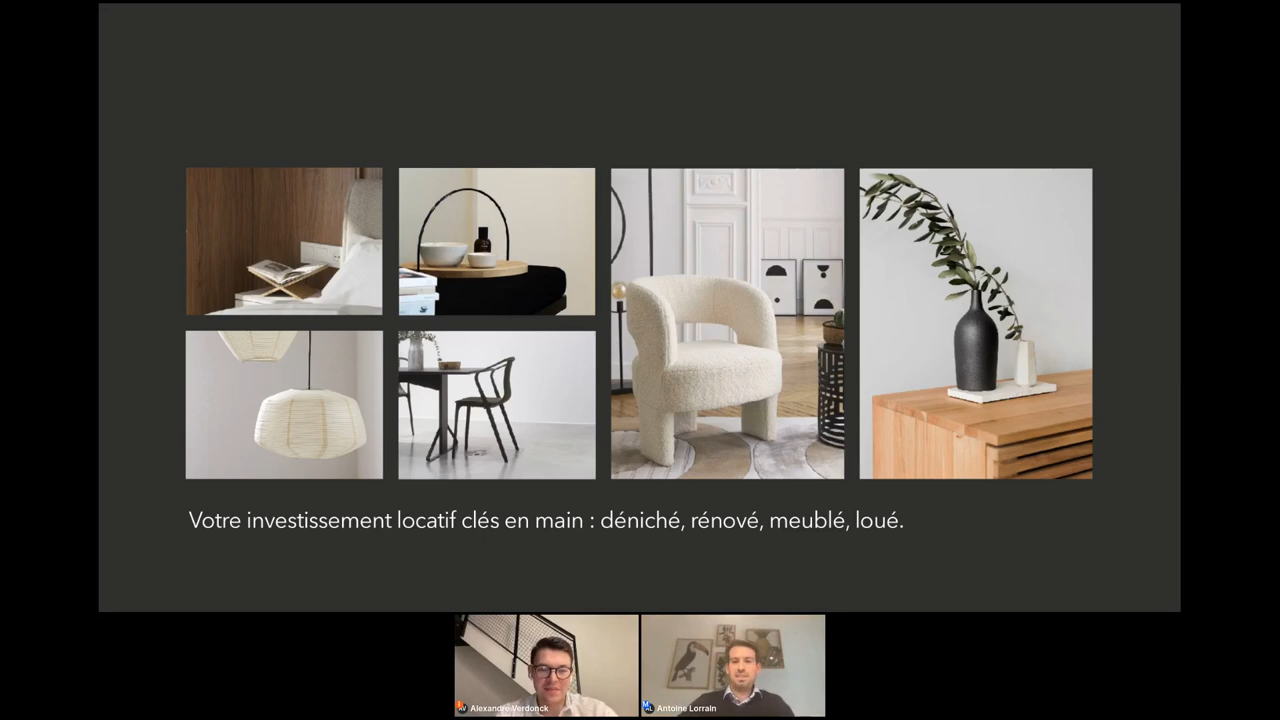 Votre investissement locatif clés en main : déniché, rénové, meublé, loué.
Alexandre Verdonck
Antoine Lorrain